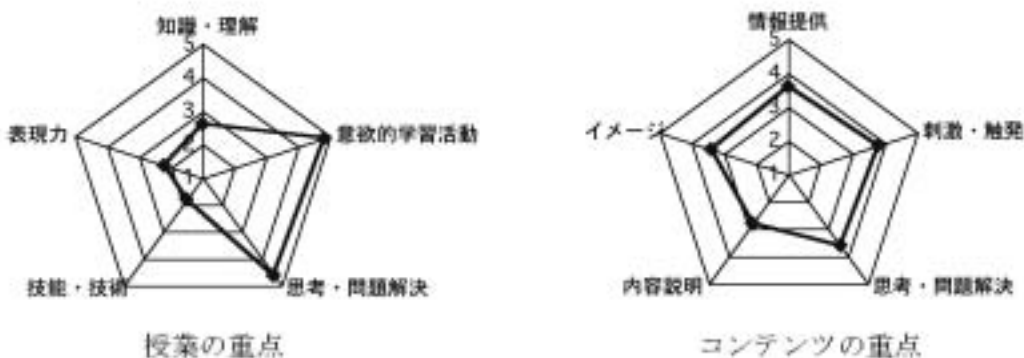 知識・理解
5
4
3
2
1
表現力
意欲的学習活動
技能・技術
思考・問題解決
授業の重点
情報提供
5
4
3
2
1
イメージ
刺激・触発
内容説明
思考・問題解決
コンテンツの重点